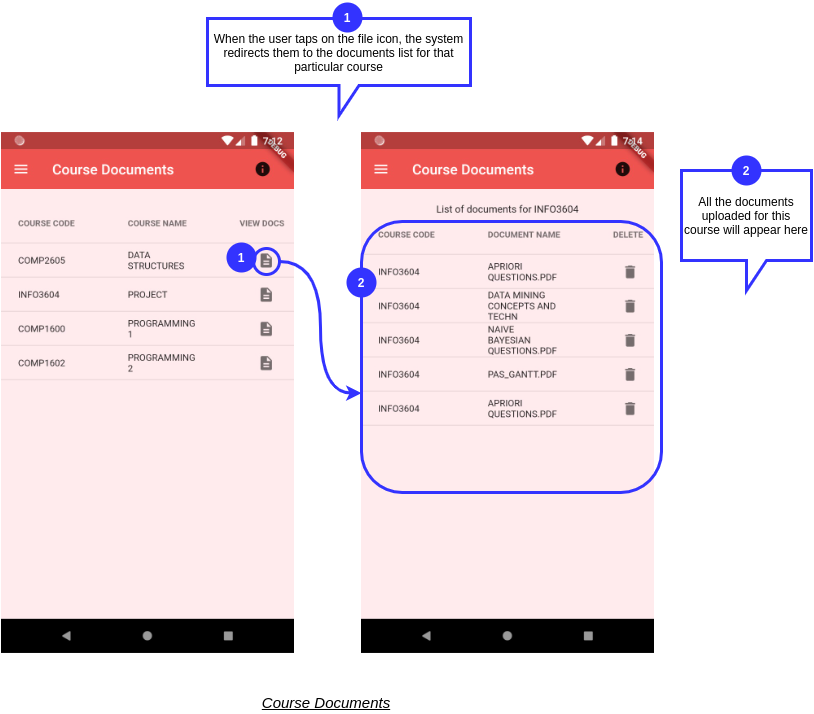 1
When the user taps on the file icon, the system
redirects them to the documents list for that
particular course
7:12
DEBUG
Course Documents
COURSE CODE COURSE NAME VIEW DOCS
COMP2605 DATA
STRUCTURES
1
INFO3604 PROJECT
COMP1600 PROGRAMMING
1
COMP1602 PROGRAMMING
2
7:14
DEBUG
Course Documents
List of documents for INFO3604
COURSE CODE DOCUMENT NAME DELETE
2
INFO3604 APRIORI
QUESTIONS.PDF
INFO3604 DATA MINING
CONCEPTS AND
TECHN
INFO3604 NAIVE
BAYESIAN
QUESTIONS.PDF
INFO3604 PAS_GANTT.PDF
INFO3604 APRIORI
QUESTIONS.PDF
2
All the documents
uploaded for this
course will appear here
Course Documents